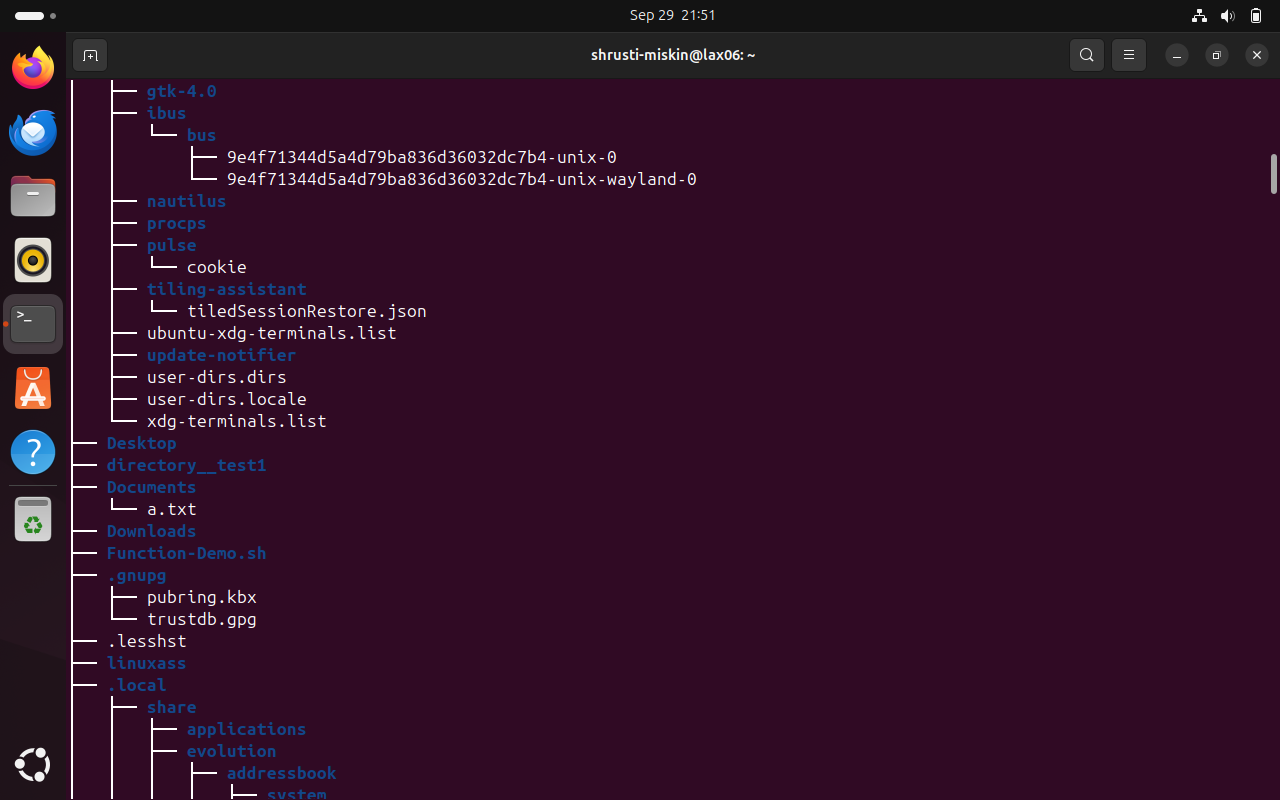 Sep 29 21:51
shrusti-miskin@lax06: ~
├── gtk-4.0
├── ibus
│   └── bus
│       ├── 9e4f71344d5a4d79ba836d36032dc7b4-unix-0
│       └── 9e4f71344d5a4d79ba836d36032dc7b4-unix-wayland-0
├── nautilus
├── procps
├── pulse
│   └── cookie
├── tiling-assistant
│   └── tiledSessionRestore.json
├── ubuntu-xdg-terminals.list
├── update-notifier
├── user-dirs.dirs
├── user-dirs.locale
└── xdg-terminals.list
├── Desktop
├── directory__test1
├── Documents
│   └── a.txt
├── Downloads
├── Function-Demo.sh
├── .gnupg
│   ├── pubring.kbx
│   └── trustdb.gpg
├── .lesshst
├── linuxass
├── .local
│   ├── share
│   │   ├── applications
│   │   ├── evolution
│   │   │   ├── addressbook
│   │   │   │   ├── system